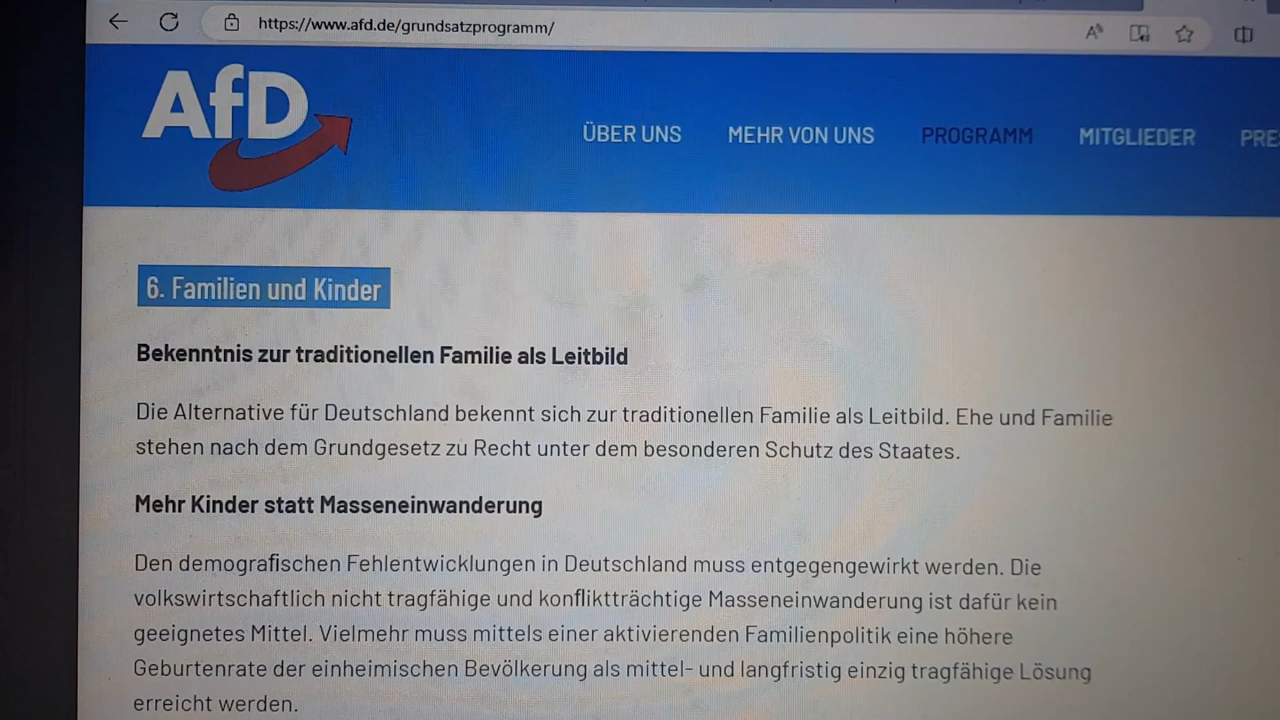 https://www.afd.de/grundsatzprogramm/
AfD
ÜBER UNS MEHR VON UNS PROGRAMM MITGLIEDER PRE
6. Familien und Kinder
Bekenntnis zur traditionellen Familie als Leitbild
Die Alternative für Deutschland bekennt sich zur traditionellen Familie als Leitbild. Ehe und Familie
stehen nach dem Grundgesetz zu Recht unter dem besonderen Schutz des Staates.
Mehr Kinder statt Masseneinwanderung
Den demografischen Fehlentwicklungen in Deutschland muss entgegengewirkt werden. Die
volkswirtschaftlich nicht tragfähige und konfliktträchtige Masseneinwanderung ist dafür kein
geeignetes Mittel. Vielmehr muss mittels einer aktivierenden Familienpolitik eine höhere
Geburtenrate der einheimischen Bevölkerung als mittel- und langfristig einzig tragfähige Lösung
erreicht werden.